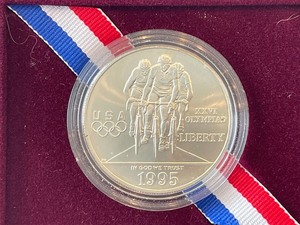 USA
XXVI
OLYMPIAD
LIBERTY
IN GOD WE TRUST
1995